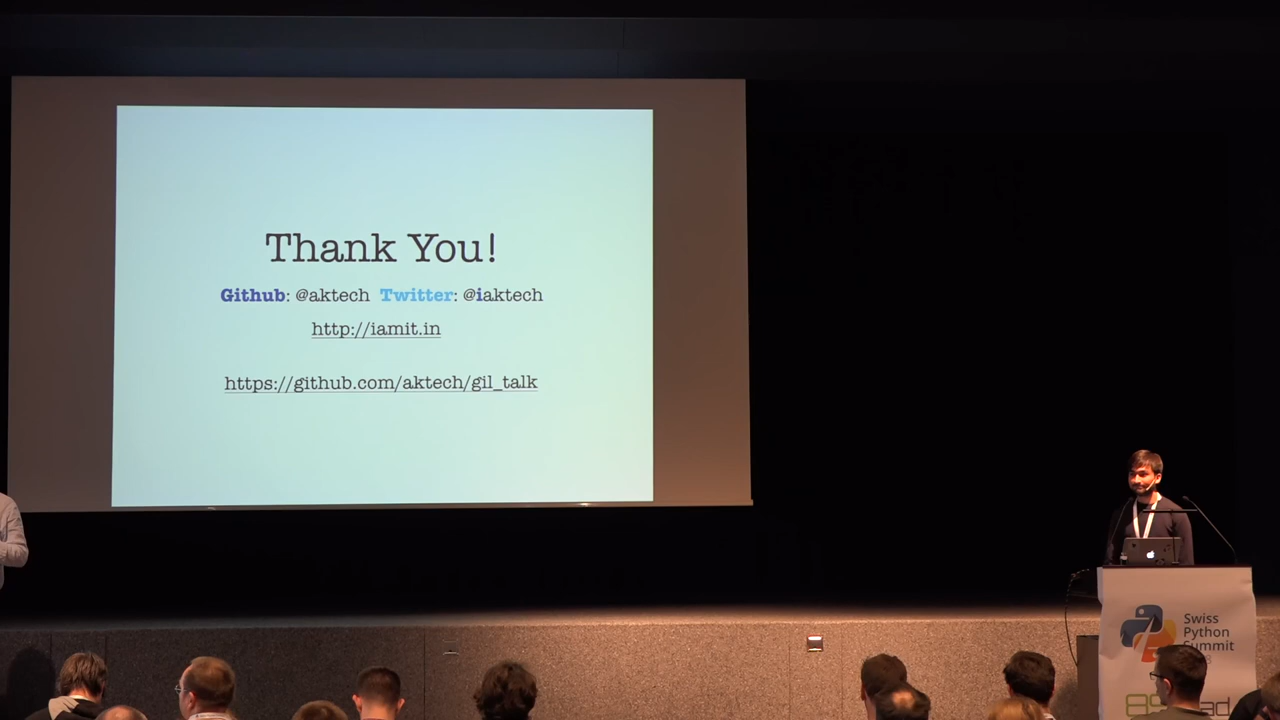 Thank You!
Github: @aktech Twitter: @iaktech
http://iamit.in
https://github.com/aktech/gil_talk
Swiss
Python
Summit